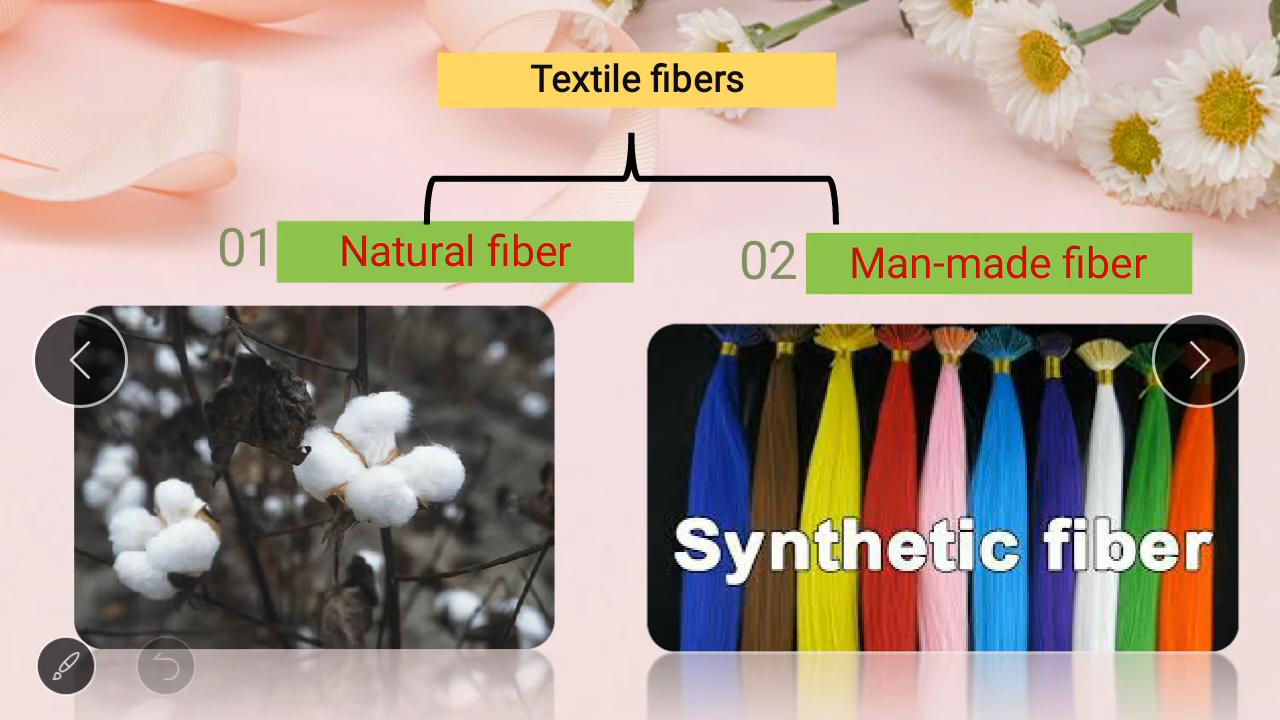 Textile fibers
01 Natural fiber
02 Man-made fiber
Synthetic fiber